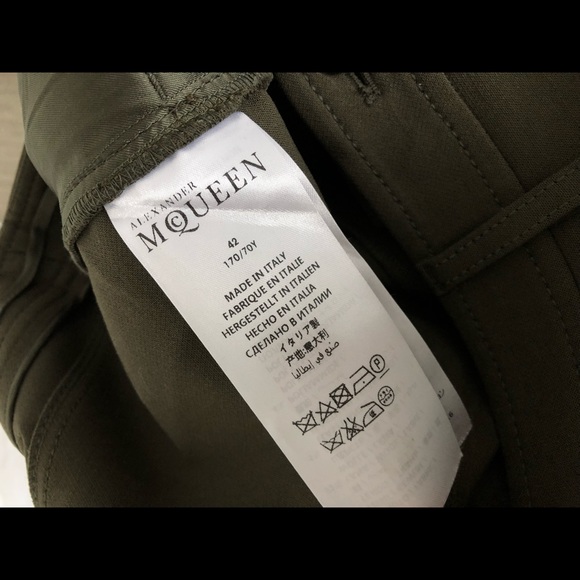 ALEXANDER
MCQUEEN
42
170/70Y
MADE IN ITALY
FABRIQUÉ EN ITALIE
HERGESTELLT IN ITALIEN
HECHO EN ITALIA
СДЕЛАНО В ИТАЛИИ
イタリア製
产地:意大利
صنع في إيطاليا
P